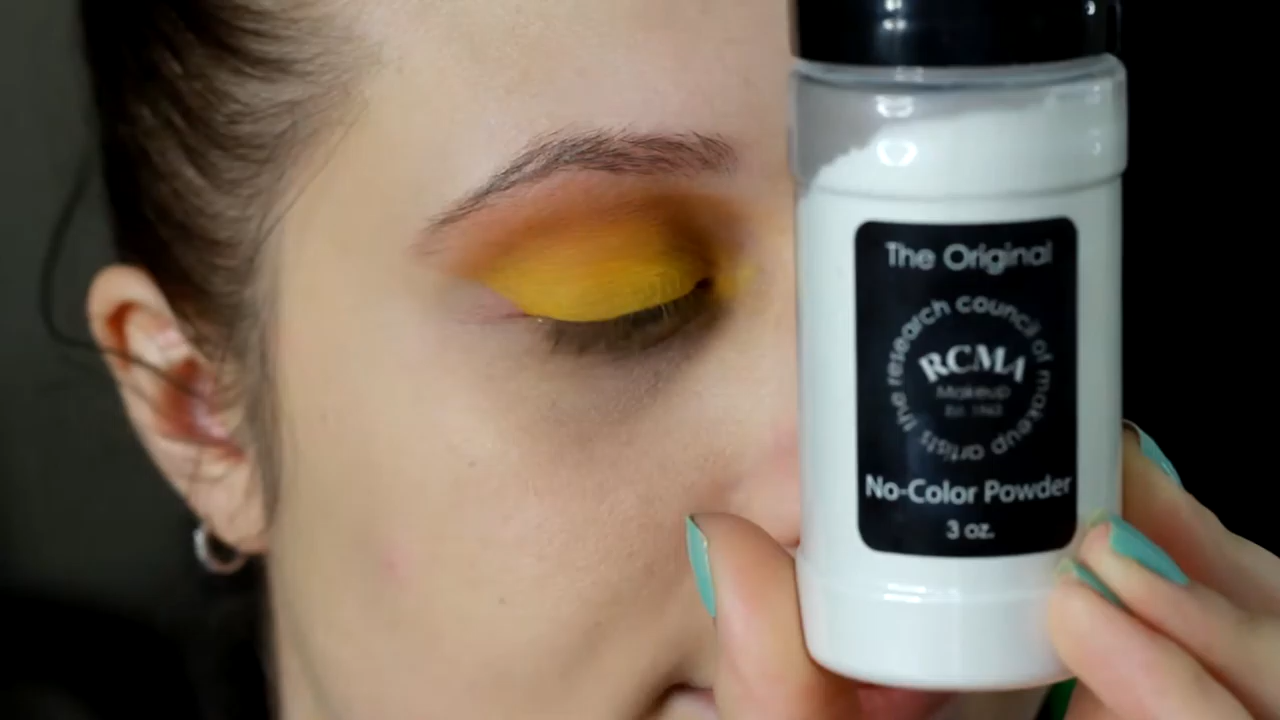 The Original
the research council of makeup artists
RCMA
Makeup
Est. 1962
No-Color Powder
3 oz.